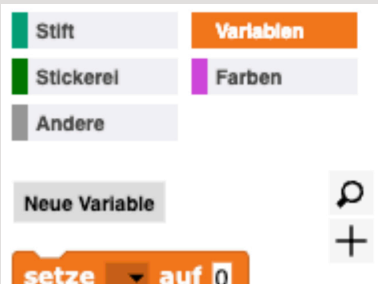 Stift Variablen
Stickerei Farben
Andere
Neue Variable
setze auf 0